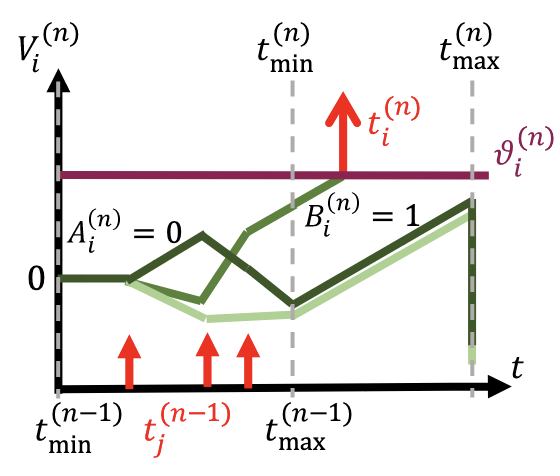 V_i^(n)
t_min^(n)
t_max^(n)
t_i^(n)
ϑ_i^(n)
A_i^(n) = 0
B_i^(n) = 1
0
t
t_min^(n−1)
t_j^(n−1)
t_max^(n−1)